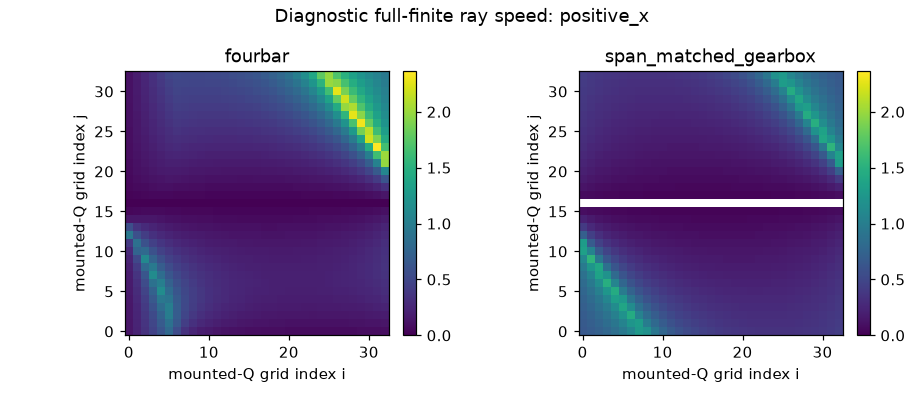 Diagnostic full-finite ray speed: positive_x
fourbar
mounted-Q grid index j
30
25
20
15
10
5
0
0 10 20 30
mounted-Q grid index i
2.0
1.5
1.0
0.5
0.0
span_matched_gearbox
mounted-Q grid index j
30
25
20
15
10
5
0
0 10 20 30
mounted-Q grid index i
2.0
1.5
1.0
0.5
0.0